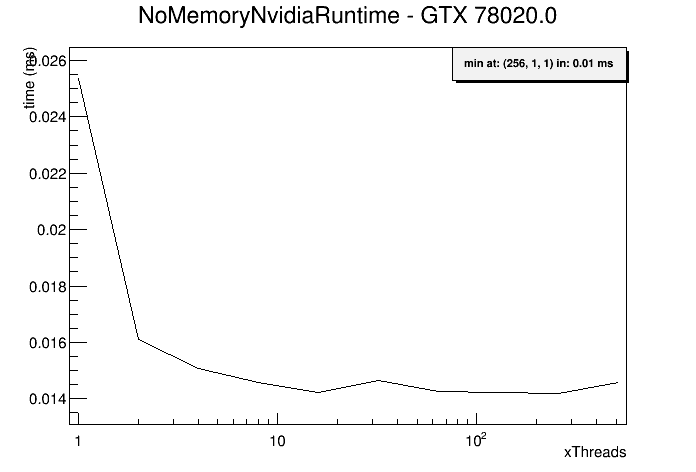 NoMemoryNvidiaRuntime - GTX 78020.0
time (ms)
min at: (256, 1, 1) in: 0.01 ms
0.026
0.024
0.022
0.02
0.018
0.016
0.014
1 10 10²
xThreads